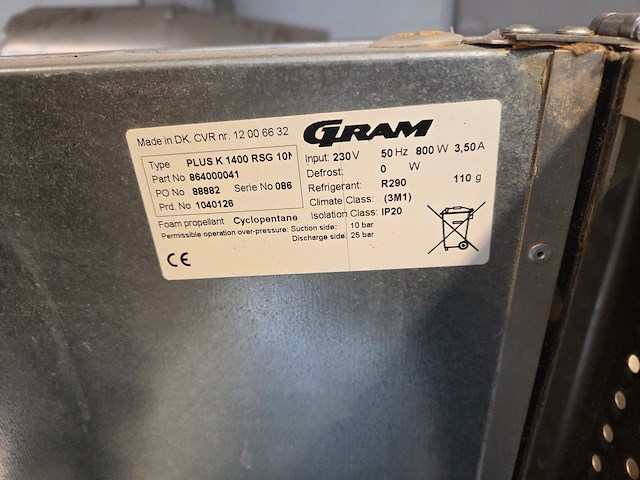 Made in DK. CVR nr. 12 00 66 32
GRAM
Type PLUS K 1400 RSG 10N
Part No 864000041
PO No 88882 Serie No 086
Prd. No 1040126
Foam propellant Cyclopentane
Input: 230 V 50 Hz 800 W 3,50 A
Defrost: 0 W
Refrigerant: R290 110 g
Climate Class: (3M1)
Isolation Class: IP20
Permissible operation over-pressure: Suction side: 10 bar
Discharge side: 25 bar
CE